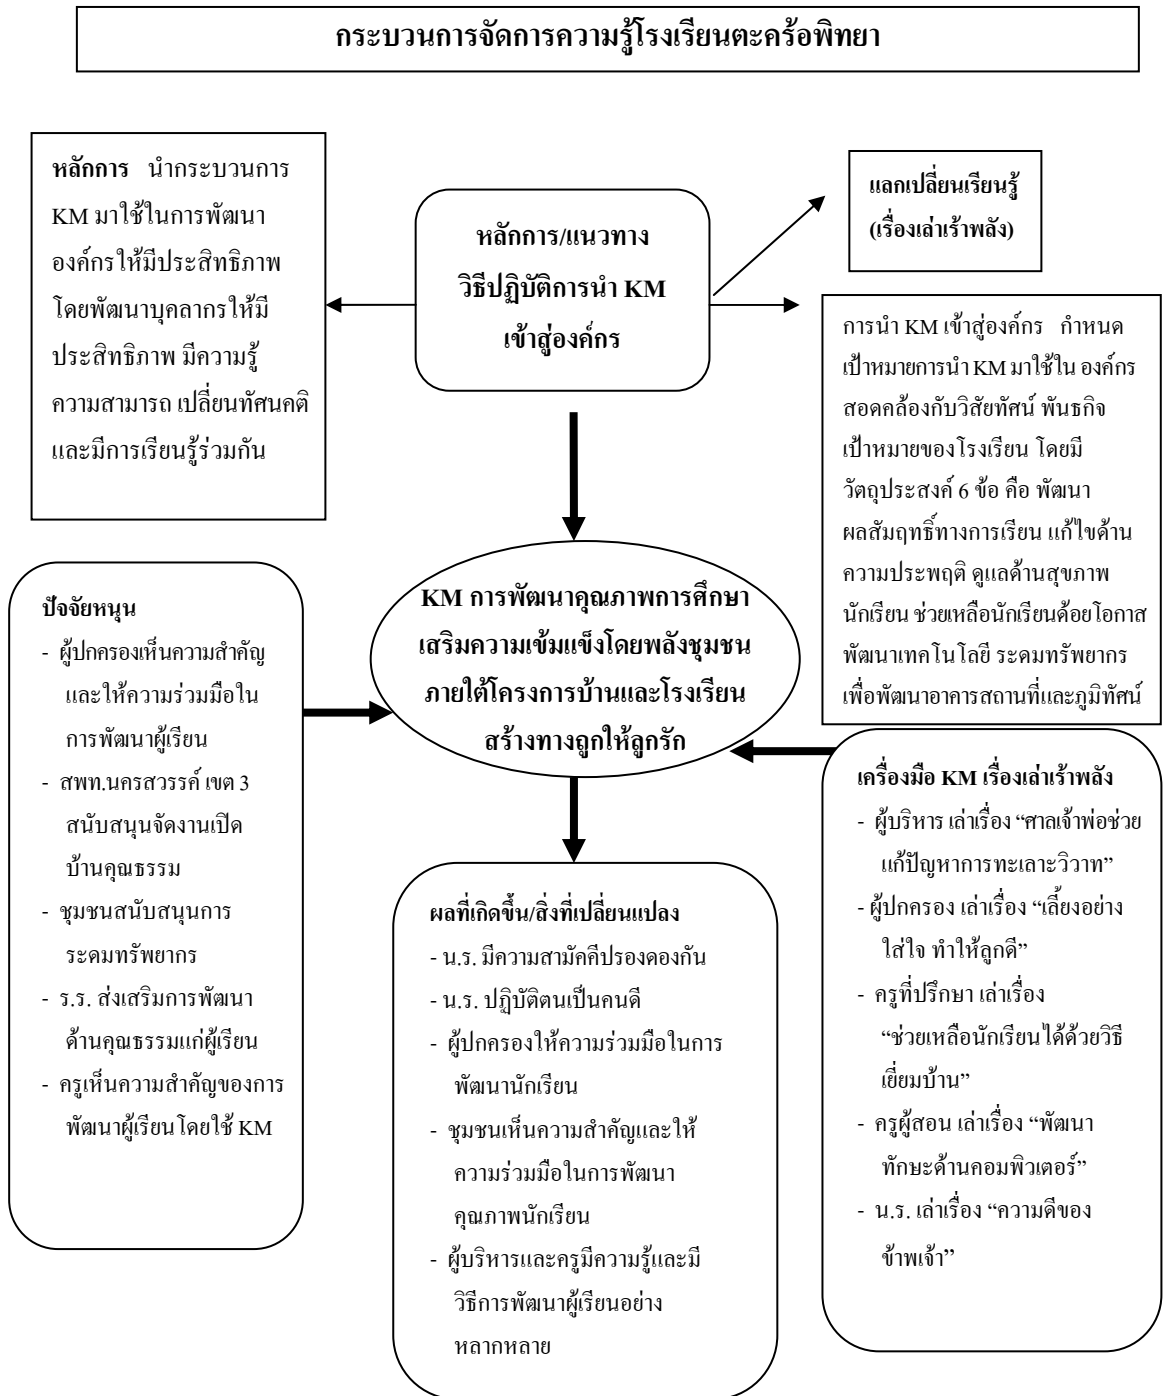 กระบวนการจัดการความรู้โรงเรียนตะคร้อพิทยา
หลักการ นำกระบวนการ
KM มาใช้ในการพัฒนา
องค์กรให้มีประสิทธิภาพ
โดยพัฒนาบุคลากรให้มี
ประสิทธิภาพ มีความรู้
ความสามารถ เปลี่ยนทัศนคติ
และมีการเรียนรู้ร่วมกัน
หลักการ/แนวทาง
วิธีปฏิบัติการนำ KM
เข้าสู่องค์กร
แลกเปลี่ยนเรียนรู้
(เรื่องเล่าเร้าพลัง)
การนำ KM เข้าสู่องค์กร กำหนด
เป้าหมายการนำ KM มาใช้ใน องค์กร
สอดคล้องกับวิสัยทัศน์ พันธกิจ
เป้าหมายของโรงเรียน โดยมี
วัตถุประสงค์ 6 ข้อ คือ พัฒนา
ผลสัมฤทธิ์ทางการเรียน แก้ไขด้าน
ความประพฤติ ดูแลด้านสุขภาพ
นักเรียน ช่วยเหลือนักเรียนด้อยโอกาส
พัฒนาเทคโนโลยี ระดมทรัพยากร
เพื่อพัฒนาอาคารสถานที่และภูมิทัศน์
KM การพัฒนาคุณภาพการศึกษา
เสริมความเข้มแข็งโดยพลังชุมชน
ภายใต้โครงการบ้านและโรงเรียน
สร้างทางถูกให้ลูกรัก
ปัจจัยหนุน
- ผู้ปกครองเห็นความสำคัญ
และให้ความร่วมมือใน
การพัฒนาผู้เรียน
- สพท.นครสวรรค์ เขต 3
สนับสนุนจัดงานเปิด
บ้านคุณธรรม
- ชุมชนสนับสนุนการ
ระดมทรัพยากร
- ร.ร. ส่งเสริมการพัฒนา
ด้านคุณธรรมแก่ผู้เรียน
- ครูเห็นความสำคัญของการ
พัฒนาผู้เรียนโดยใช้ KM
ผลที่เกิดขึ้น/สิ่งที่เปลี่ยนแปลง
- น.ร. มีความสามัคคีปรองดองกัน
- น.ร. ปฏิบัติตนเป็นคนดี
- ผู้ปกครองให้ความร่วมมือในการ
พัฒนานักเรียน
- ชุมชนเห็นความสำคัญและให้
ความร่วมมือในการพัฒนา
คุณภาพนักเรียน
- ผู้บริหารและครูมีความรู้และมี
วิธีการพัฒนาผู้เรียนอย่าง
หลากหลาย
เครื่องมือ KM เรื่องเล่าเร้าพลัง
- ผู้บริหาร เล่าเรื่อง “ศาลเจ้าพ่อช่วย
แก้ปัญหาการทะเลาะวิวาท”
- ผู้ปกครอง เล่าเรื่อง “เลี้ยงอย่าง
ใส่ใจ ทำให้ลูกดี”
- ครูที่ปรึกษา เล่าเรื่อง
“ช่วยเหลือนักเรียนได้ด้วยวิธี
เยี่ยมบ้าน”
- ครูผู้สอน เล่าเรื่อง “พัฒนา
ทักษะด้านคอมพิวเตอร์”
- น.ร. เล่าเรื่อง “ความดีของ
ข้าพเจ้า”